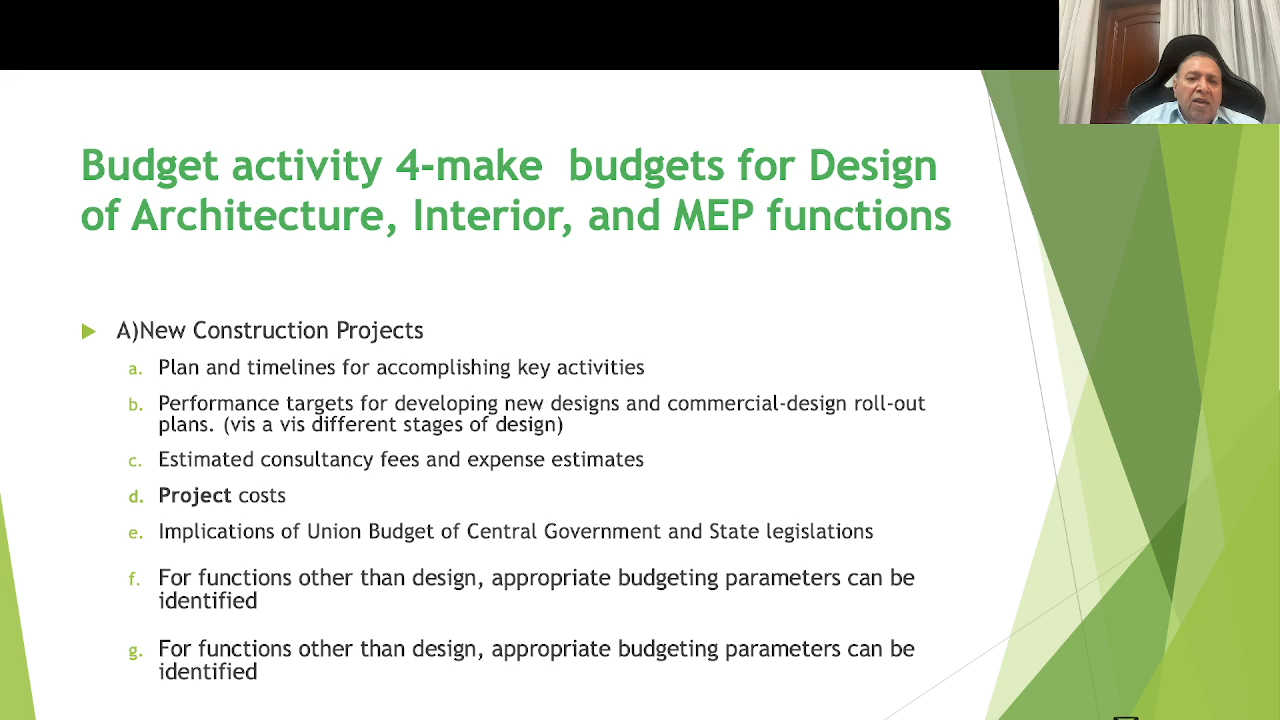 Budget activity 4-make  budgets for Design
of Architecture, Interior, and MEP functions
A)New Construction Projects
a. Plan and timelines for accomplishing key activities
b. Performance targets for developing new designs and commercial-design roll-out
plans. (vis a vis different stages of design)
c. Estimated consultancy fees and expense estimates
d. Project costs
e. Implications of Union Budget of Central Government and State legislations
f. For functions other than design, appropriate budgeting parameters can be
identified
g. For functions other than design, appropriate budgeting parameters can be
identified